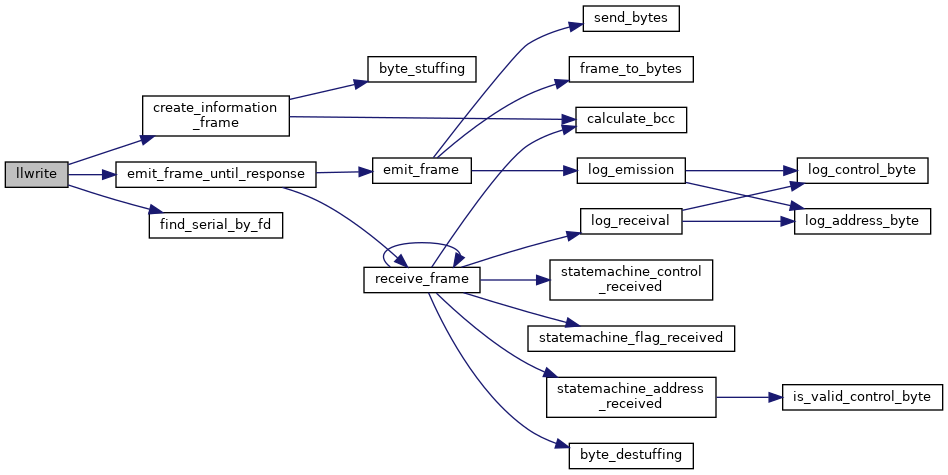 send_bytes
byte_stuffing
frame_to_bytes
create_information
_frame
calculate_bcc
llwrite
emit_frame_until_response
emit_frame
log_emission
log_control_byte
find_serial_by_fd
log_receival
log_address_byte
receive_frame
statemachine_control
_received
statemachine_flag_received
statemachine_address
_received
is_valid_control_byte
byte_destuffing